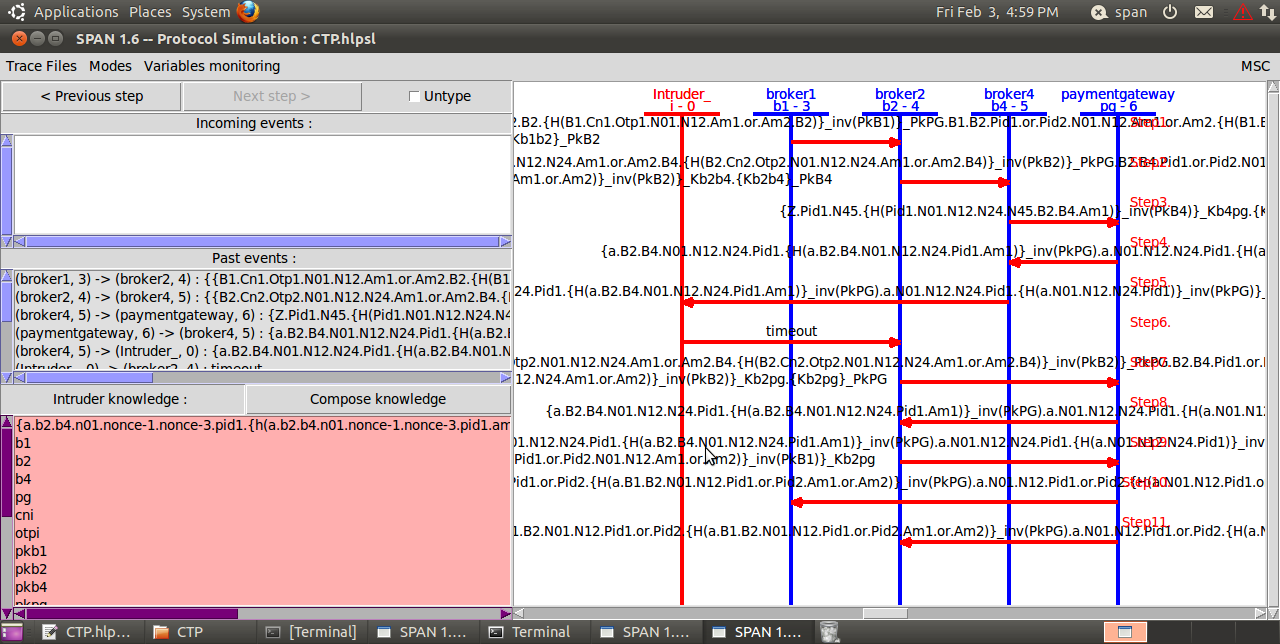 Applications Places System Fri Feb 3, 4:59 PM span
SPAN 1.6 -- Protocol Simulation : CTP.hlpsl
Trace Files Modes Variables monitoring MSC
< Previous step Next step > Untype
Incoming events :
Past events :
(broker1, 3) -> (broker2, 4) : {{B1.Cn1.Otp1.N01.N12.Am1.or.Am2.B2.{H(B1
(broker2, 4) -> (broker4, 5) : {{B2.Cn2.Otp2.N01.N12.N24.Am1.or.Am2.B4.{
(broker4, 5) -> (paymentgateway, 6) : {Z.Pid1.N45.{H(Pid1.N01.N12.N24.N4
(paymentgateway, 6) -> (broker4, 5) : {a.B2.B4.N01.N12.N24.Pid1.{H(a.B2.
(broker4, 5) -> (Intruder_, 0) : {a.B2.B4.N01.N12.N24.Pid1.{H(a.B2.B4.N01.N
(Intruder_, 0) -> (broker2, 4) : timeout
Intruder knowledge : Compose knowledge
{a.b2.b4.n01.nonce-1.nonce-3.pid1.{h(a.b2.b4.n01.nonce-1.nonce-3.pid1.am
b1
b2
b4
pg
cni
otpi
pkb1
pkb2
pkb4
pkpg
Intruder_ broker1 broker2 broker4 paymentgateway
i - 0 b1 - 3 b2 - 4 b4 - 5 pg - 6
.B2.{H(B1.Cn1.Otp1.N01.N12.Am1.or.Am2.B2)}_inv(PkB1)}_PkPG.B1.B2.Pid1.or.Pid2.N01.N12.Am1.or.Am2.{H(B1.B
Step1.
Kb1b2}_PkB2
.N12.N24.Am1.or.Am2.B4.{H(B2.Cn2.Otp2.N01.N12.N24.Am1.or.Am2.B4)}_inv(PkB2)}_PkPG.B2.B4.Pid1.or.Pid2.N01
Step2.
Am1.or.Am2)}_inv(PkB2)}_Kb2b4.{Kb2b4}_PkB4
Step3.
{Z.Pid1.N45.{H(Pid1.N01.N12.N24.N45.B2.B4.Am1)}_inv(PkB4)}_Kb4pg.{K
Step4.
{a.B2.B4.N01.N12.N24.Pid1.{H(a.B2.B4.N01.N12.N24.Pid1.Am1)}_inv(PkPG).a.N01.N12.N24.Pid1.{H(a
Step5.
24.Pid1.{H(a.B2.B4.N01.N12.N24.Pid1.Am1)}_inv(PkPG).a.N01.N12.N24.Pid1.{H(a.N01.N12.N24.Pid1)}_inv(PkPG)}_
Step6.
timeout
Otp2.N01.N12.N24.Am1.or.Am2.B4.{H(B2.Cn2.Otp2.N01.N12.N24.Am1.or.Am2.B4)}_inv(PkB2)}_PkPG.B2.B4.Pid1.or.
Step7.
12.N24.Am1.or.Am2)}_inv(PkB2)}_Kb2pg.{Kb2pg}_PkPG
Step8.
{a.B2.B4.N01.N12.N24.Pid1.{H(a.B2.B4.N01.N12.N24.Pid1.Am1)}_inv(PkPG).a.N01.N12.N24.Pid1.{H(a.N01
01.N12.N24.Pid1.{H(a.B2.B4.N01.N12.N24.Pid1.Am1)}_inv(PkPG).a.N01.N12.N24.Pid1.{H(a.N01.N12.N24.Pid1)}_inv
Step9.
Pid1.or.Pid2.N01.N12.Am1.or.Am2)}_inv(PkB1)}_Kb2pg
Pid1.or.Pid2.{H(a.B1.B2.N01.N12.Pid1.or.Pid2.Am1.or.Am2)}_inv(PkPG).a.N01.N12.Pid1.or.Pid2.{H(a.N01.N12.Pid1.o
Step10.
Step11.
1.B2.N01.N12.Pid1.or.Pid2.{H(a.B1.B2.N01.N12.Pid1.or.Pid2.Am1.or.Am2)}_inv(PkPG).a.N01.N12.Pid1.or.Pid2.{H(a.N
CTP.hlp... CTP [Terminal] SPAN 1.... Terminal SPAN 1.... SPAN 1....